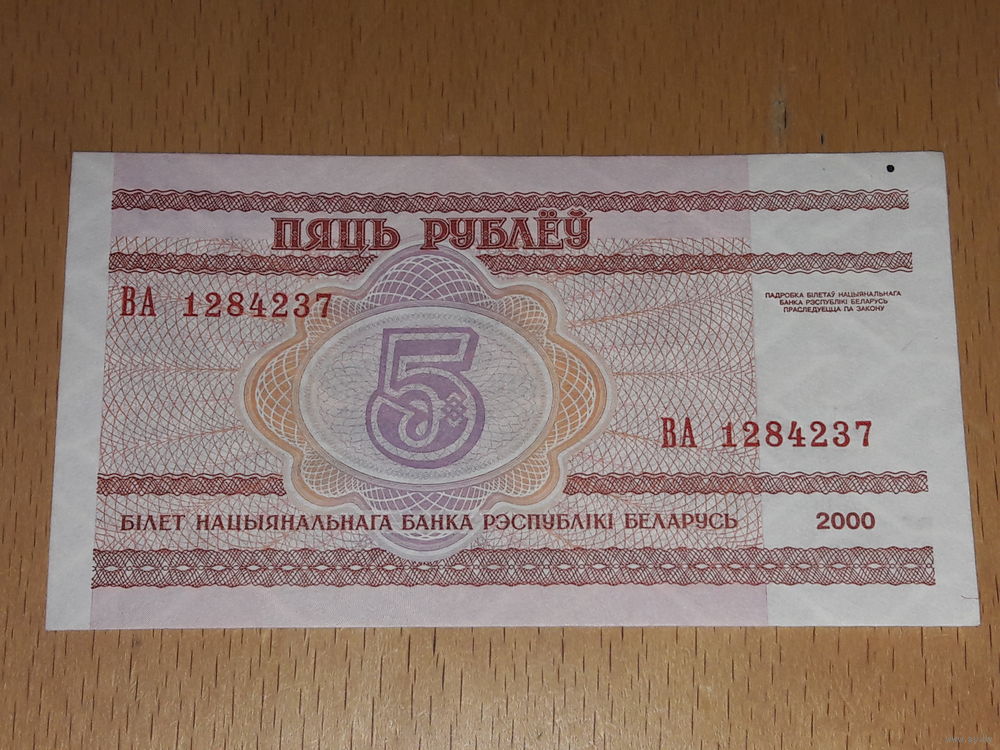 ПЯЦЬ РУБЛЁЎ
ВА 1284237
ПАДРОБКА БІЛЕТАЎ НАЦЫЯНАЛЬНАГА
БАНКА РЭСПУБЛІКІ БЕЛАРУСЬ
ПРАСЛЕДУЕЦЦА ПА ЗАКОНУ
5
ВА 1284237
БІЛЕТ НАЦЫЯНАЛЬНАГА БАНКА РЭСПУБЛІКІ БЕЛАРУСЬ
2000